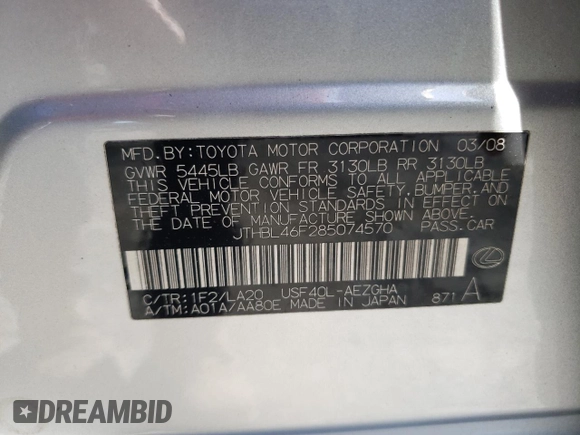 MFD.BY:TOYOTA MOTOR CORPORATION 03/08
GVWR 5445LB GAWR FR 3130LB RR 3130LB
THIS VEHICLE CONFORMS TO ALL APPLICABLE
FEDERAL MOTOR VEHICLE SAFETY, BUMPER, AND
THEFT PREVENTION STANDARDS IN EFFECT ON
THE DATE OF MANUFACTURE SHOWN ABOVE.
JTHBL46F285074570 PASS.CAR
C/TR:1F2/LA20 USF40L-AEZGHA
A/TM:A01A/AA80E MADE IN JAPAN 871 A
DREAMBID